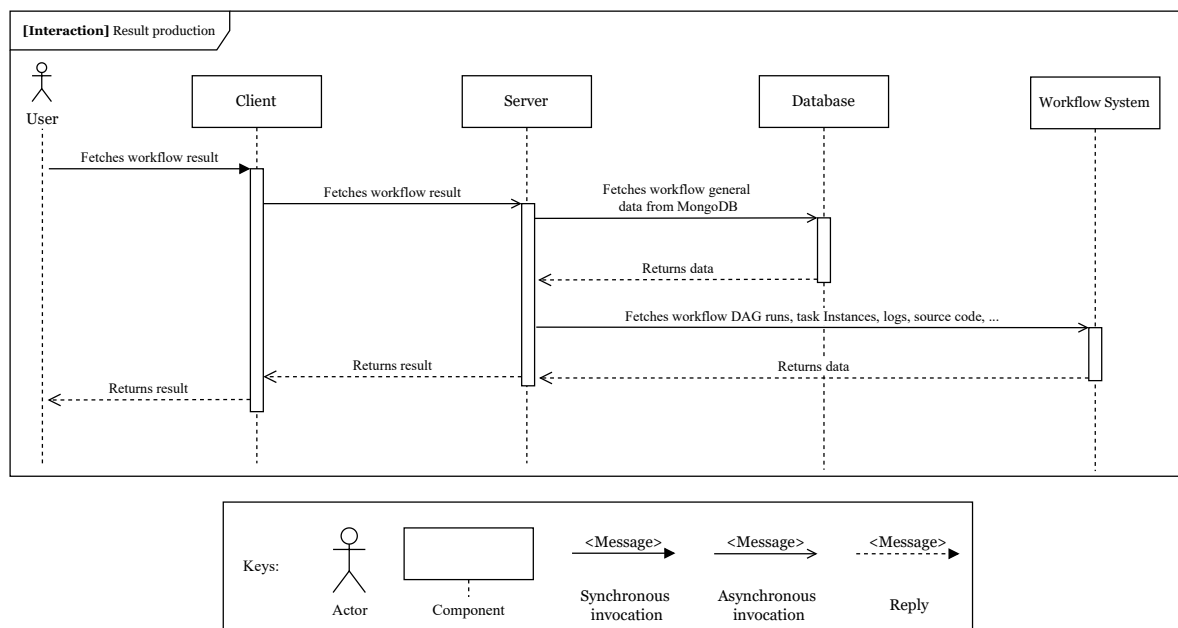 [Interaction] Result production
User
Client
Server
Database
Workflow System
Fetches workflow result
Fetches workflow result
Fetches workflow general
data from MongoDB
Returns data
Fetches workflow DAG runs, task Instances, logs, source code, ...
Returns result
Returns data
Returns result
Keys:
Actor
Component
<Message>
Synchronous
invocation
<Message>
Asynchronous
invocation
<Message>
Reply